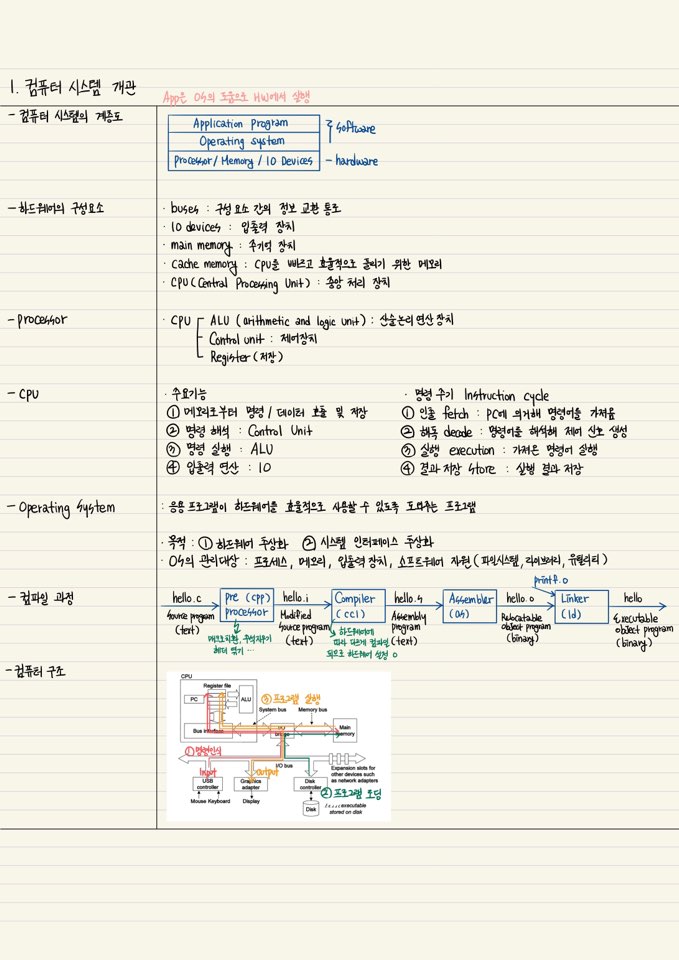 1. 컴퓨터 시스템 개관
App은 OS의 도움으로 HW에서 실행
- 컴퓨터 시스템의 계층도
Application Program
Operating system
} software
Processor / Memory / IO Devices
- hardware
- 하드웨어의 구성요소
· buses : 구성 요소 간의 정보 교환 통로
· IO devices : 입출력 장치
· main memory : 주기억 장치
· Cache memory : CPU를 빠르고 효율적으로 돌리기 위한 메모리
· CPU (Central Processing Unit) : 중앙 처리 장치
- processor
· CPU
ALU (arithmetic and logic unit) : 산술논리연산 장치
Control unit : 제어장치
Register (저장)
- CPU
· 주요기능
① 메모리로부터 명령 / 데이터 호출 및 저장
② 명령 해석 : Control Unit
③ 명령 실행 : ALU
④ 입출력 연산 : IO
· 명령 주기 Instruction cycle
① 인출 fetch : PC에 의거해 명령어를 가져옴
② 해독 decode : 명령어를 해석해 제어 신호 생성
③ 실행 execution : 가져온 명령어 실행
④ 결과 저장 store : 실행 결과 저장
- Operating System
: 응용 프로그램이 하드웨어를 효율적으로 사용할 수 있도록 도와주는 프로그램
· 목적 : ① 하드웨어 추상화 ② 시스템 인터페이스 추상화
· OS의 관리대상 : 프로세스, 메모리, 입출력 장치, 소프트웨어 자원 (파일시스템, 라이브러리, 유틸리티)
- 컴파일 과정
hello.c
Source program
(text)
pre (cpp)
processor
매크로치환, 주석지우기
헤더 엮기 ...
hello.i
Modified
source program
(text)
Compiler
(cc1)
하드웨어에
따라 다르게 컴파일
hello.s
Assembly
program
(text)
Assembler
(as)
hello.o
Relocatable
object program
(binary)
printf.o
Linker
(ld)
hello
Executable
object program
(binary)
- 컴퓨터 구조
CPU
Register file
PC
ALU
③ 프로그램 실행
System bus
Memory bus
Bus interface
I/O
bridge
Main
memory
① 명령인식
Input
Output
I/O bus
Expansion slots for
other devices such
as network adapters
USB
controller
Graphics
adapter
Disk
controller
② 프로그램 로딩
Mouse Keyboard
Display
Disk
executable
stored on disk